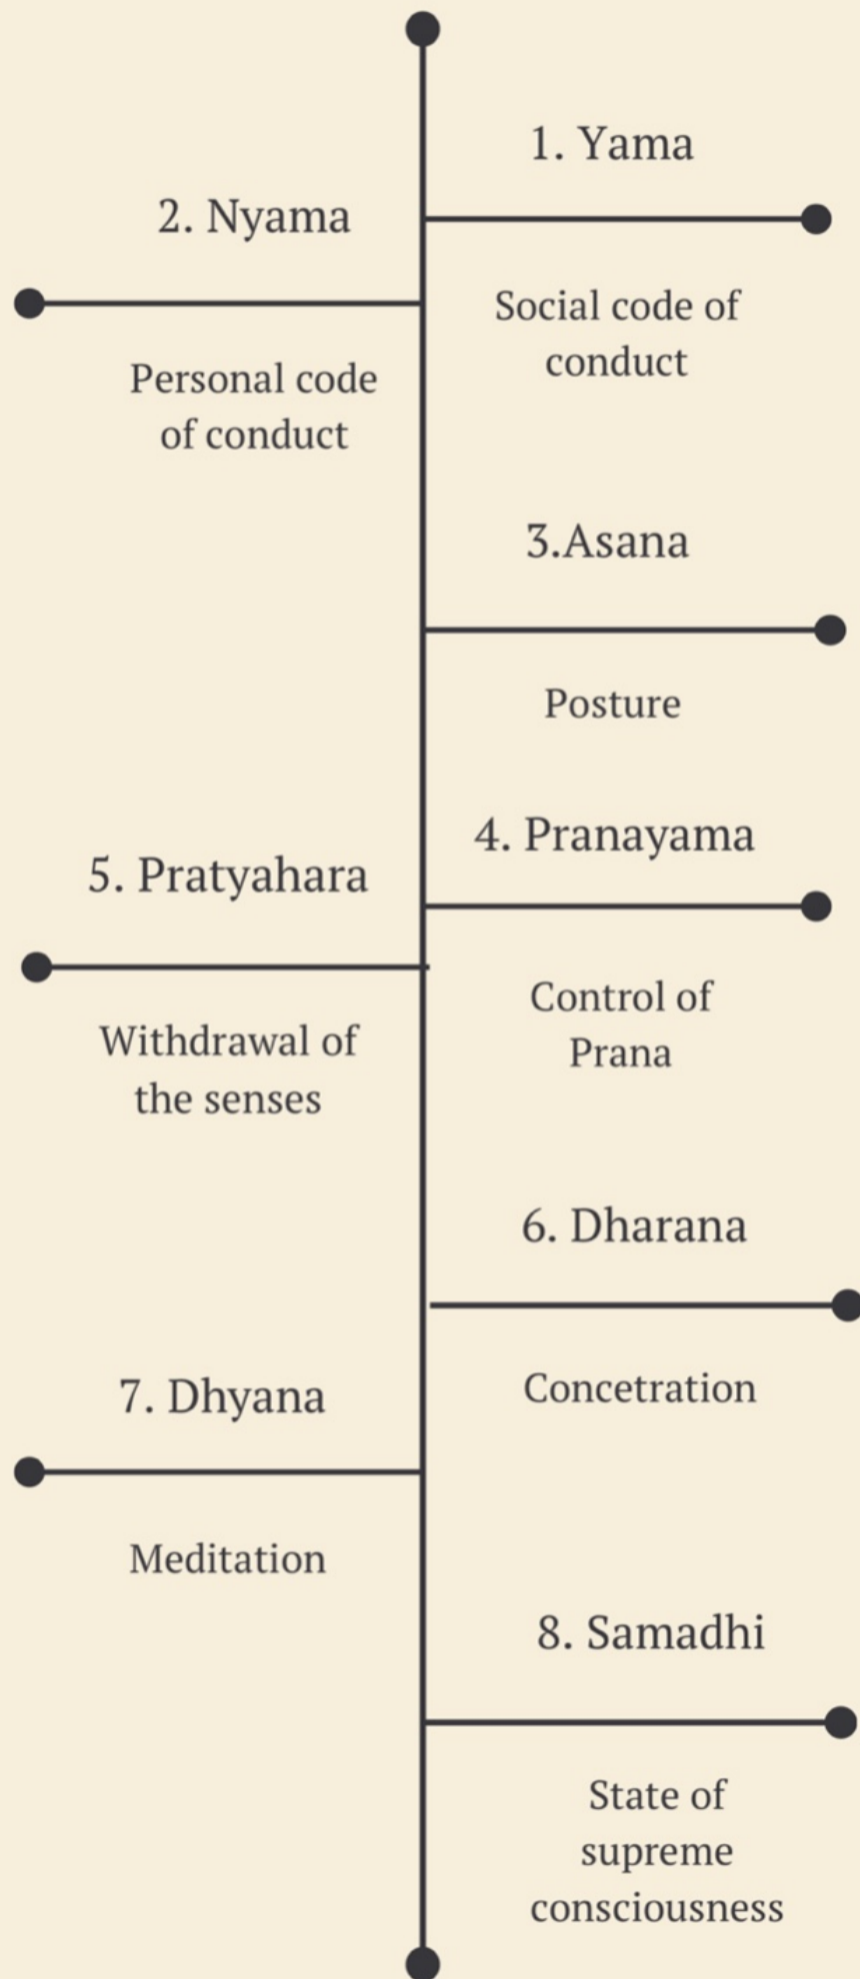 1. Yama
Social code of
conduct
2. Nyama
Personal code
of conduct
3.Asana
Posture
4. Pranayama
Control of
Prana
5. Pratyahara
Withdrawal of
the senses
6. Dharana
Concetration
7. Dhyana
Meditation
8. Samadhi
State of
supreme
consciousness